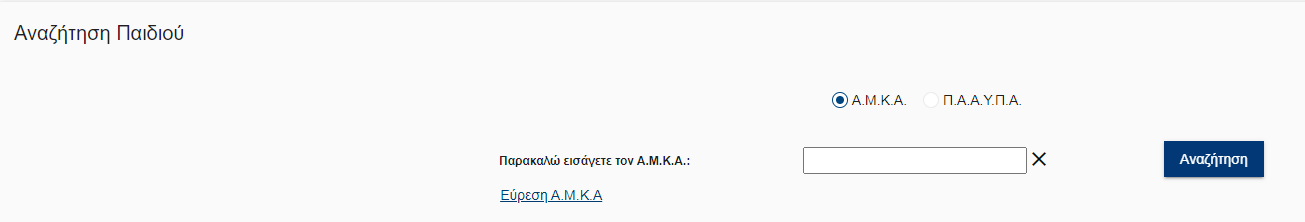 Αναζήτηση Παιδιού
Α.Μ.Κ.Α. Π.Α.Α.Υ.Π.Α.
Παρακαλώ εισάγετε τον Α.Μ.Κ.Α.:
Αναζήτηση
Εύρεση Α.Μ.Κ.Α